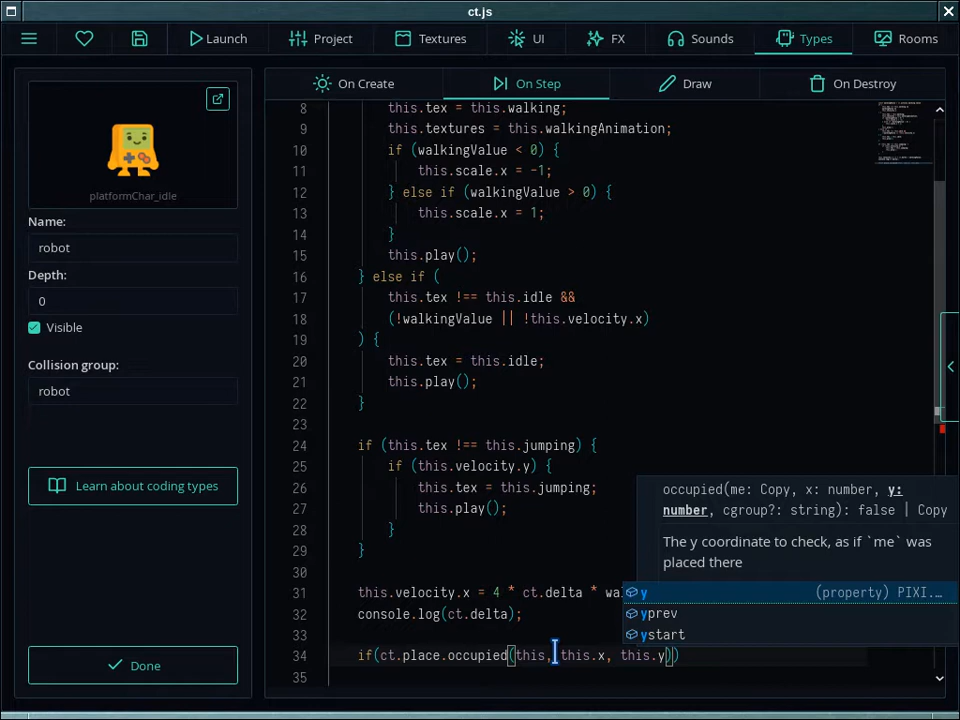 ct.js
Launch
Project
Textures
UI
FX
Sounds
Types
Rooms
platformChar_idle
Name:
robot
Depth:
0
Visible
Collision group:
robot
Learn about coding types
Done
On Create
On Step
Draw
On Destroy
8 this.tex = this.walking;
9 this.textures = this.walkingAnimation;
10 if (walkingValue < 0) {
11 this.scale.x = -1;
12 } else if (walkingValue > 0) {
13 this.scale.x = 1;
14 }
15 this.play();
16 } else if (
17 this.tex !== this.idle &&
18 (!walkingValue || !this.velocity.x)
19 ) {
20 this.tex = this.idle;
21 this.play();
22 }
23
24 if (this.tex !== this.jumping) {
25 if (this.velocity.y) {
26 this.tex = this.jumping;
27 this.play();
28 }
29 }
30
31 this.velocity.x = 4 * ct.delta * wa
32 console.log(ct.delta);
33
34 if(ct.place.occupied(this, this.x, this.y))
35
occupied(me: Copy, x: number, y:
number, cgroup?: string): false | Copy
The y coordinate to check, as if `me` was
placed there
y (property) PIXI.…
yprev
ystart